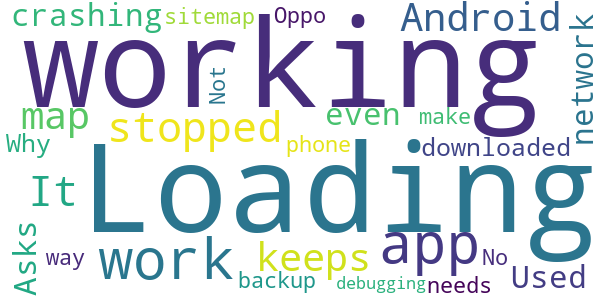 crashing sitemap Oppo Android
working
Not
network
map stopped even make
Why phone downloaded
Loading
It
Asks
work keeps app No
way backup debugging needs Used